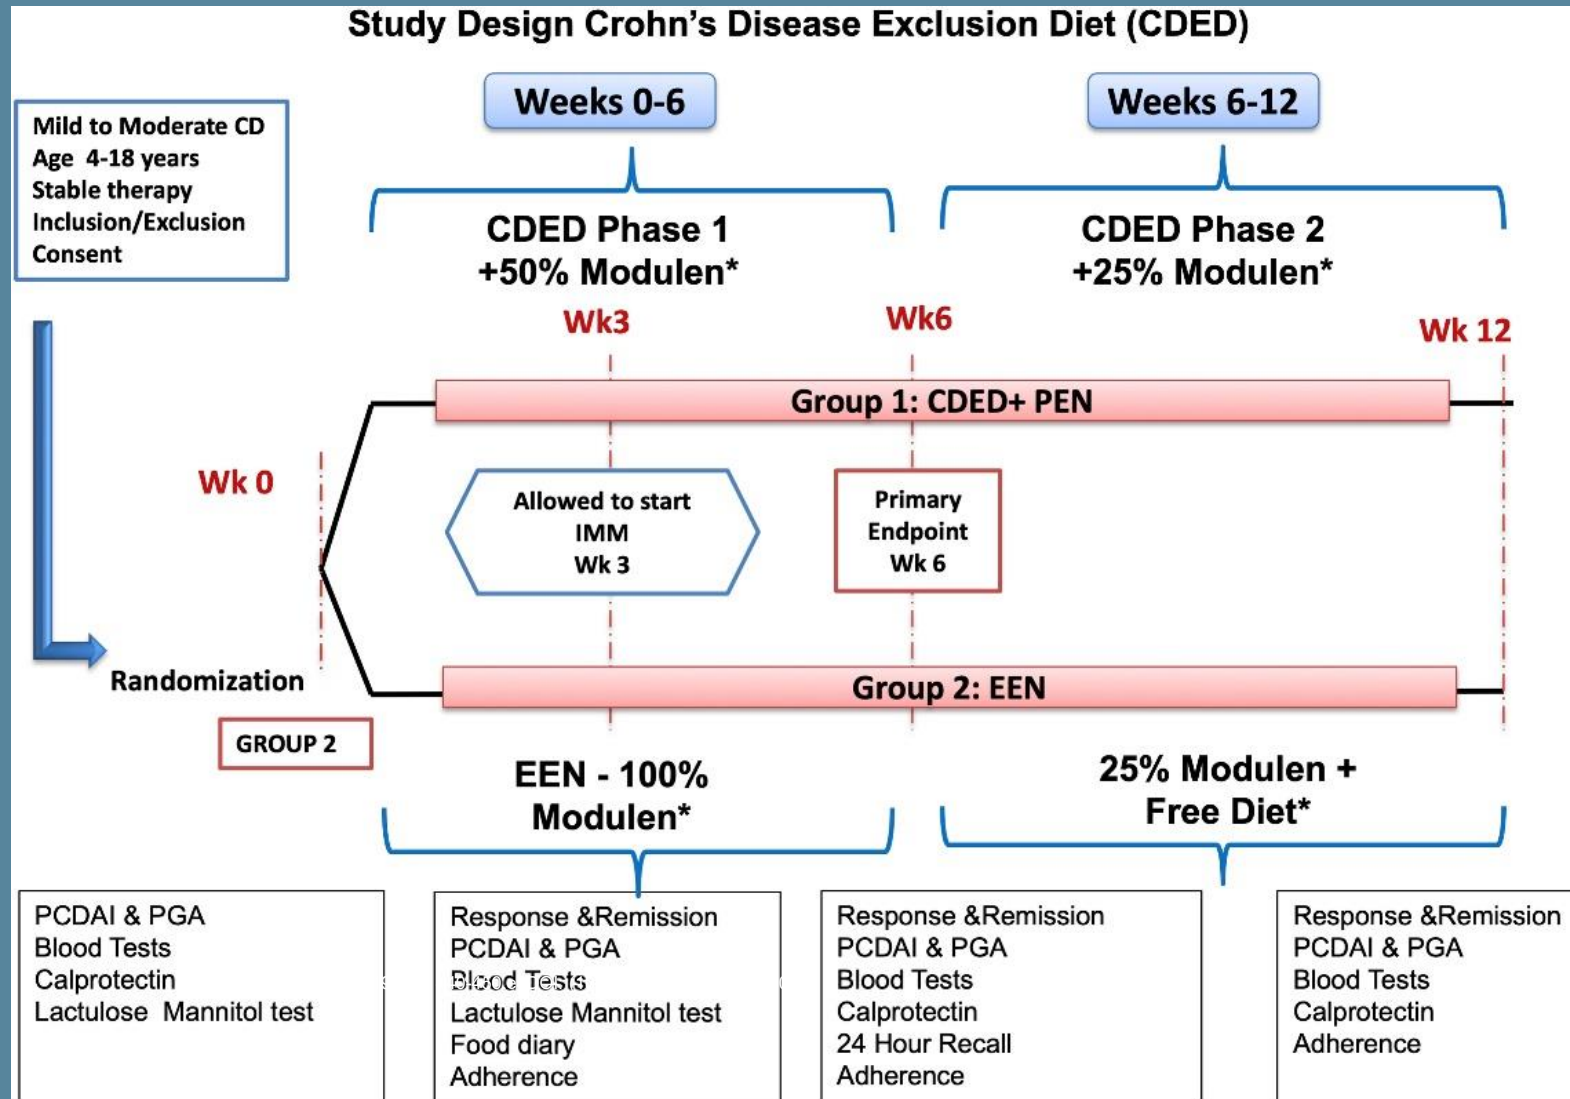 Study Design Crohn's Disease Exclusion Diet (CDED)
Weeks 0-6
Weeks 6-12
Mild to Moderate CD
Age 4-18 years
Stable therapy
Inclusion/Exclusion
Consent
CDED Phase 1
+50% Modulen*
CDED Phase 2
+25% Modulen*
Wk3
Wk6
Wk 12
Group 1: CDED+ PEN
Wk 0
Allowed to start
IMM
Wk 3
Primary
Endpoint
Wk 6
Randomization
Group 2: EEN
GROUP 2
EEN - 100%
Modulen*
25% Modulen +
Free Diet*
PCDAI & PGA
Blood Tests
Calprotectin
Lactulose Mannitol test
Response &Remission
PCDAI & PGA
Blood Tests
Lactulose Mannitol test
Food diary
Adherence
Response &Remission
PCDAI & PGA
Blood Tests
Calprotectin
24 Hour Recall
Adherence
Response &Remission
PCDAI & PGA
Blood Tests
Calprotectin
Adherence